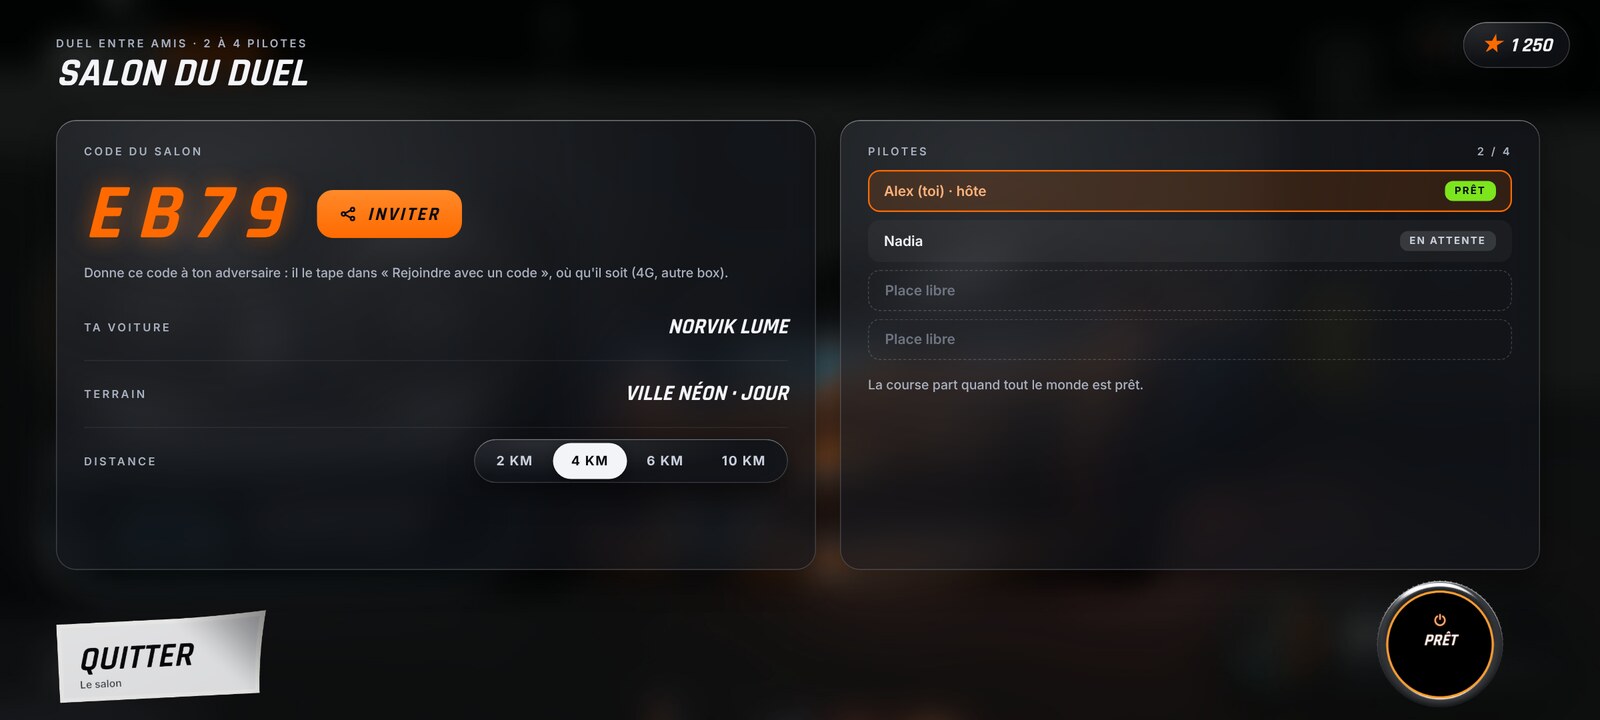 DUEL ENTRE AMIS · 2 À 4 PILOTES
SALON DU DUEL
1 250
CODE DU SALON
EB79
INVITER
Donne ce code à ton adversaire : il le tape dans « Rejoindre avec un code », où qu'il soit (4G, autre box).
TA VOITURE
NORVIK LUME
TERRAIN
VILLE NÉON · JOUR
DISTANCE
2 KM
4 KM
6 KM
10 KM
PILOTES
2 / 4
Alex (toi) · hôte
PRÊT
Nadia
EN ATTENTE
Place libre
Place libre
La course part quand tout le monde est prêt.
QUITTER
Le salon
PRÊT